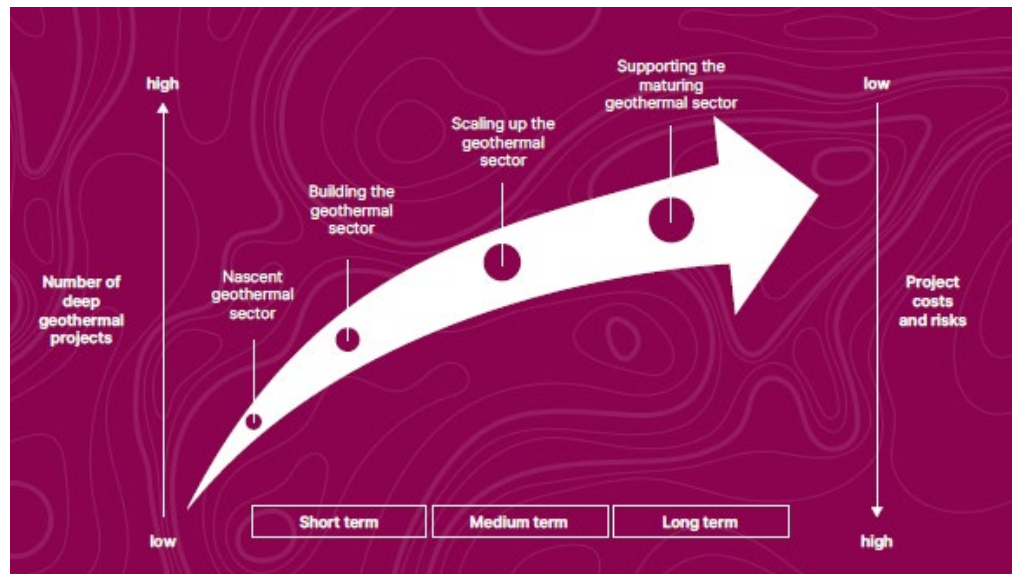 high
Number of
deep
geothermal
projects
low
Nascent
geothermal
sector
Building the
geothermal
sector
Scaling up the
geothermal
sector
Supporting the
maturing
geothermal sector
low
Project
costs
and risks
high
Short term
Medium term
Long term